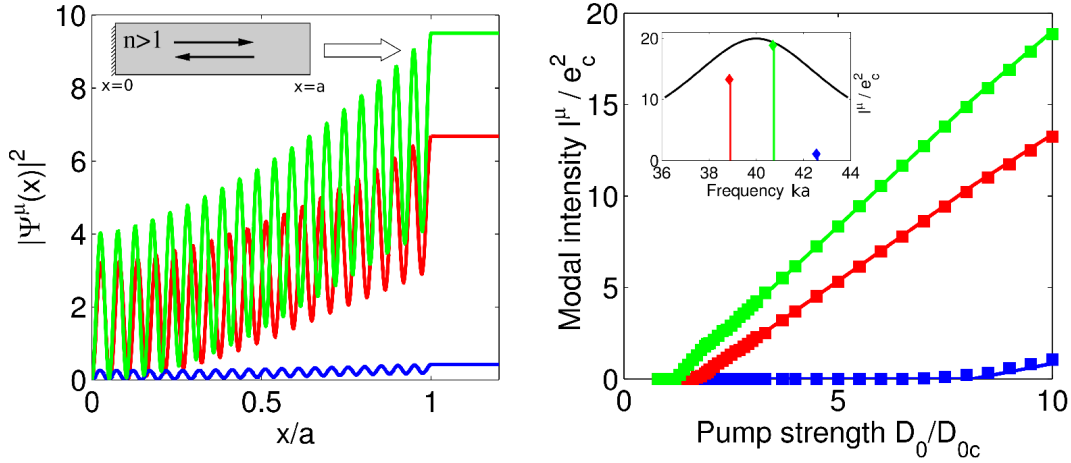 10
8
6
4
2
0
|Ψ^μ(x)|^2
n>1
x=0
x=a
0
0.5
1
x/a
20
15
10
5
0
Modal intensity I^μ / e_c^2
20
10
0
I^μ / e_c^2
36
38
40
42
44
Frequency ka
0
5
10
Pump strength D_0/D_0c